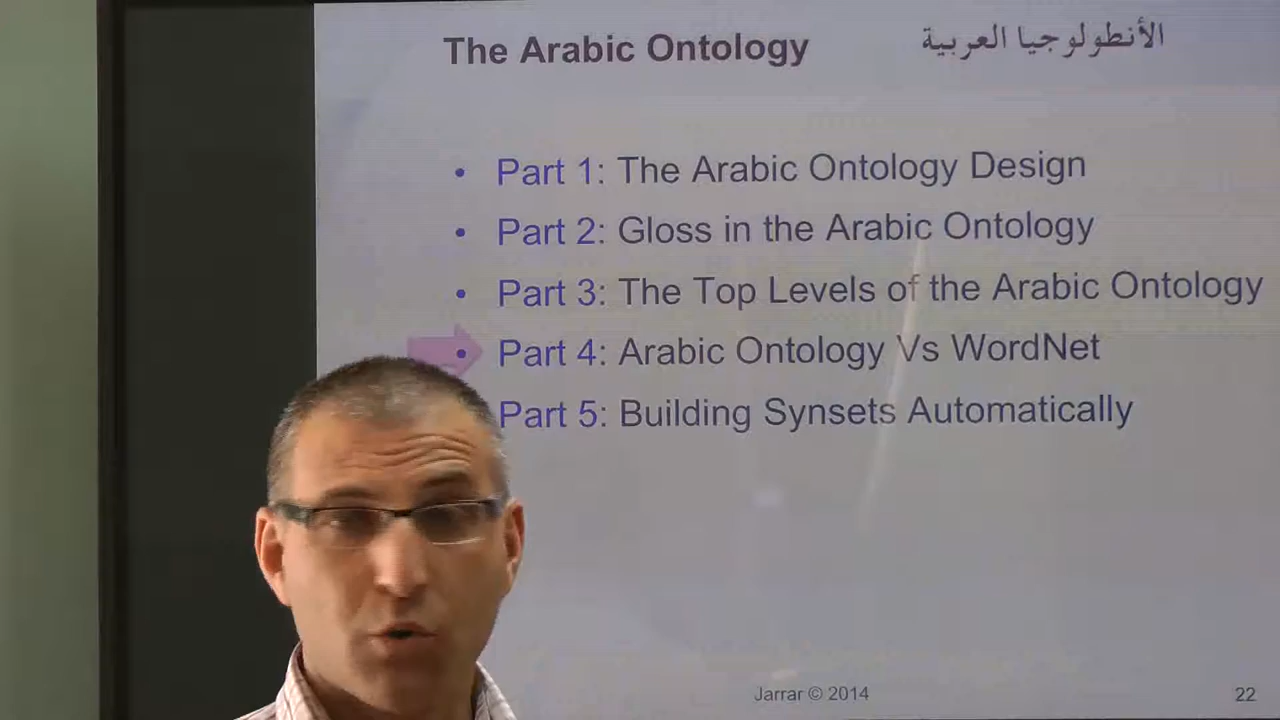 The Arabic Ontology
الأنطولوجيا العربية
• Part 1: The Arabic Ontology Design
• Part 2: Gloss in the Arabic Ontology
• Part 3: The Top Levels of the Arabic Ontology
• Part 4: Arabic Ontology Vs WordNet
Part 5: Building Synsets Automatically
Jarrar © 2014
22